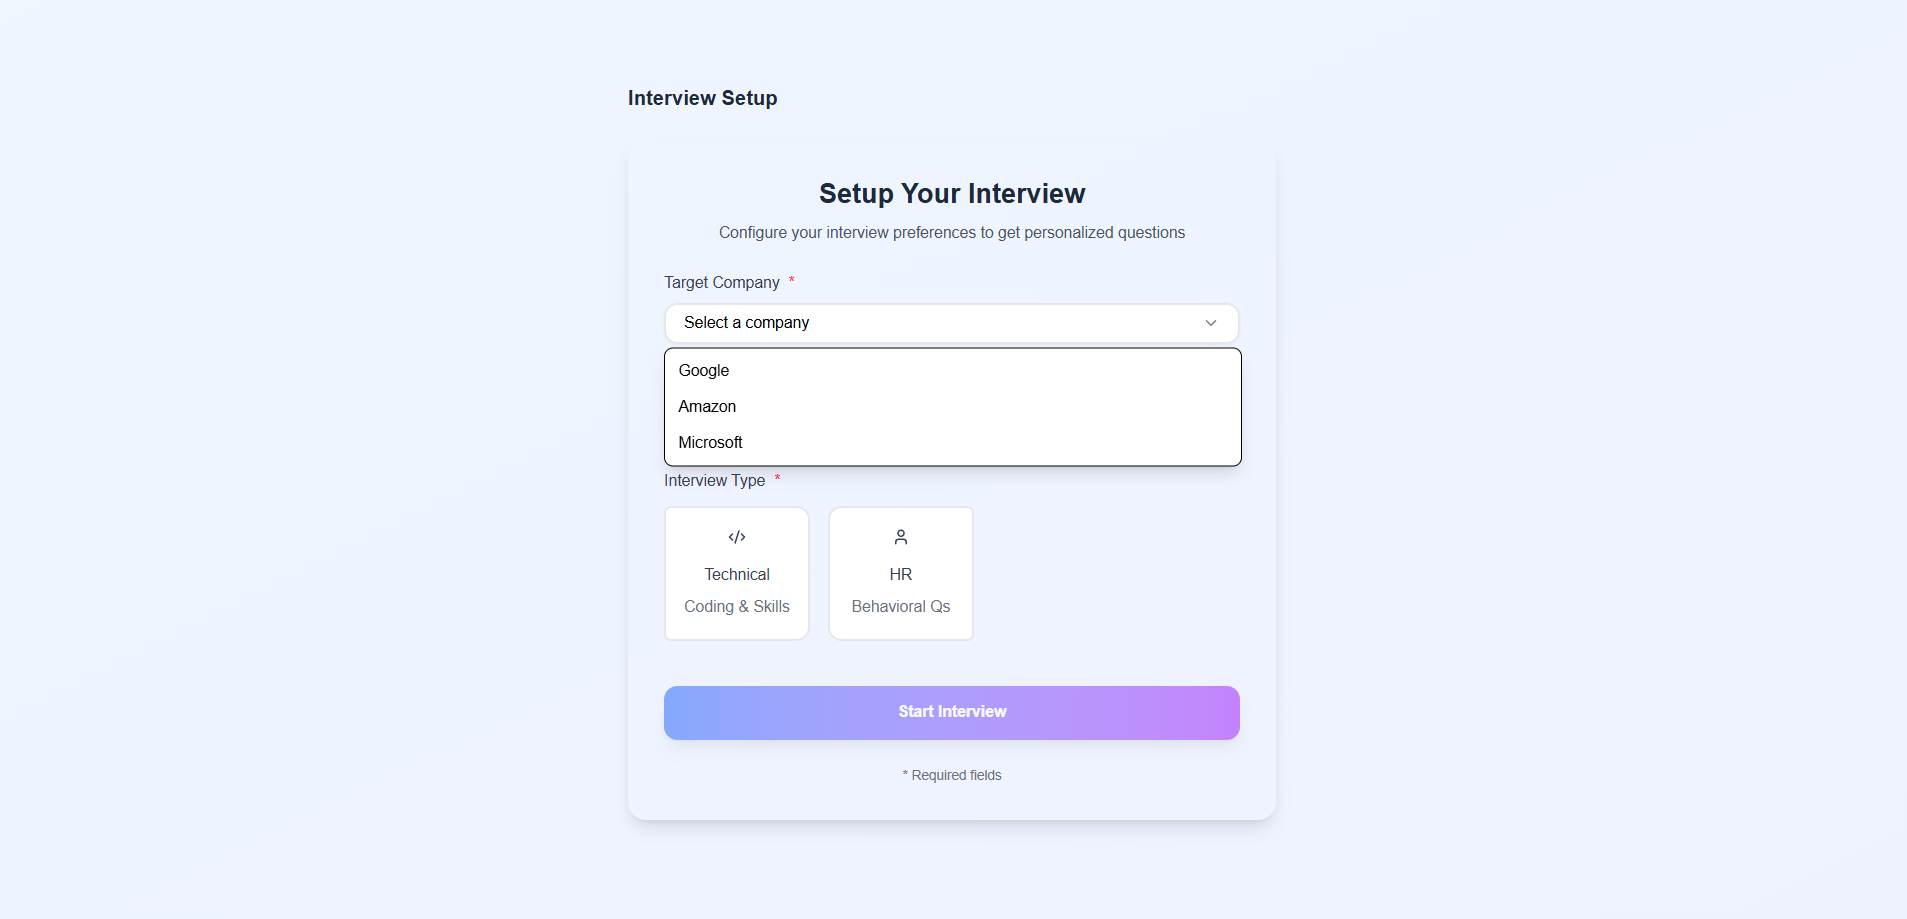 Interview Setup
Setup Your Interview
Configure your interview preferences to get personalized questions
Target Company *
Select a company
Google
Amazon
Microsoft
Interview Type *
Technical
Coding & Skills
HR
Behavioral Qs
Start Interview
* Required fields